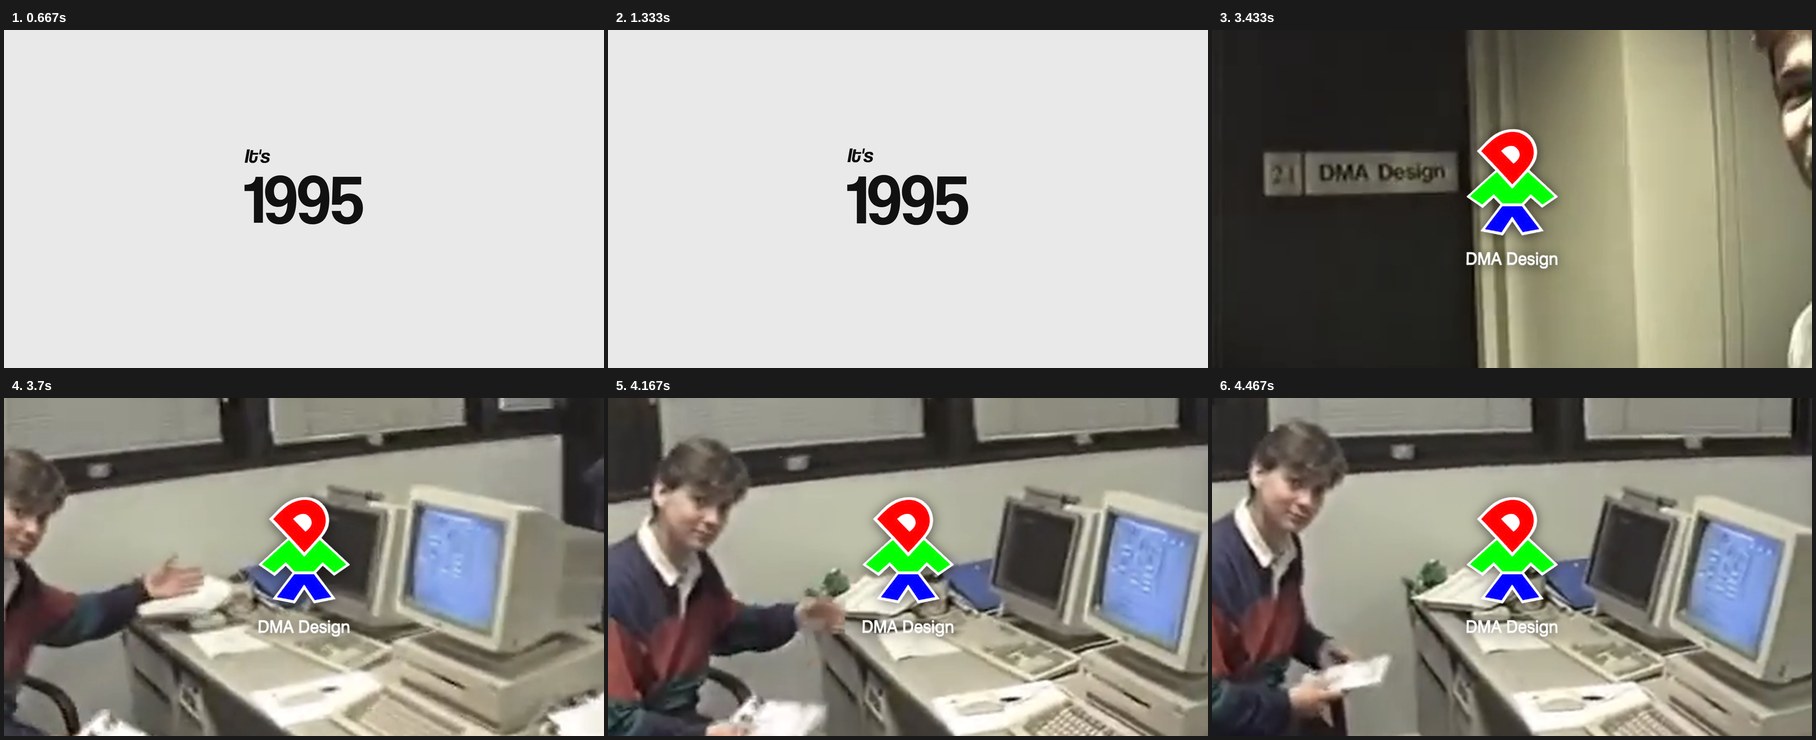 1. 0.667s
It's
1995
2. 1.333s
It's
1995
3. 3.433s
21 DMA Design
DMA Design
4. 3.7s
DMA Design
5. 4.167s
DMA Design
6. 4.467s
DMA Design